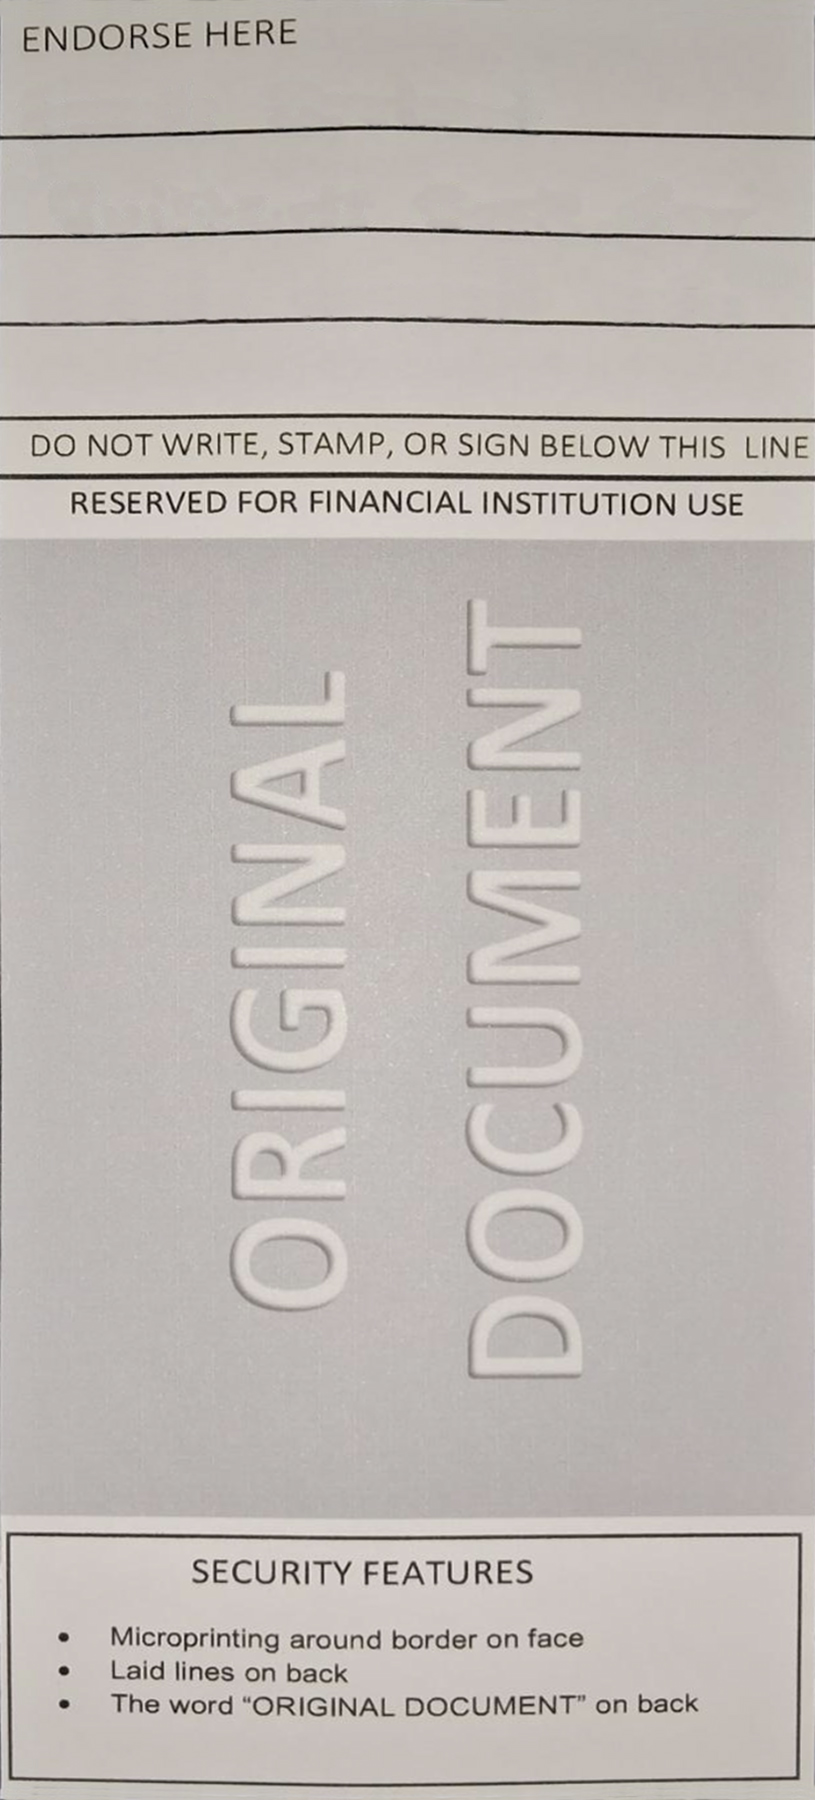 ENDORSE HERE
DO NOT WRITE, STAMP, OR SIGN BELOW THIS LINE
RESERVED FOR FINANCIAL INSTITUTION USE
ORIGINAL
DOCUMENT
SECURITY FEATURES
• Microprinting around border on face
• Laid lines on back
• The word “ORIGINAL DOCUMENT” on back